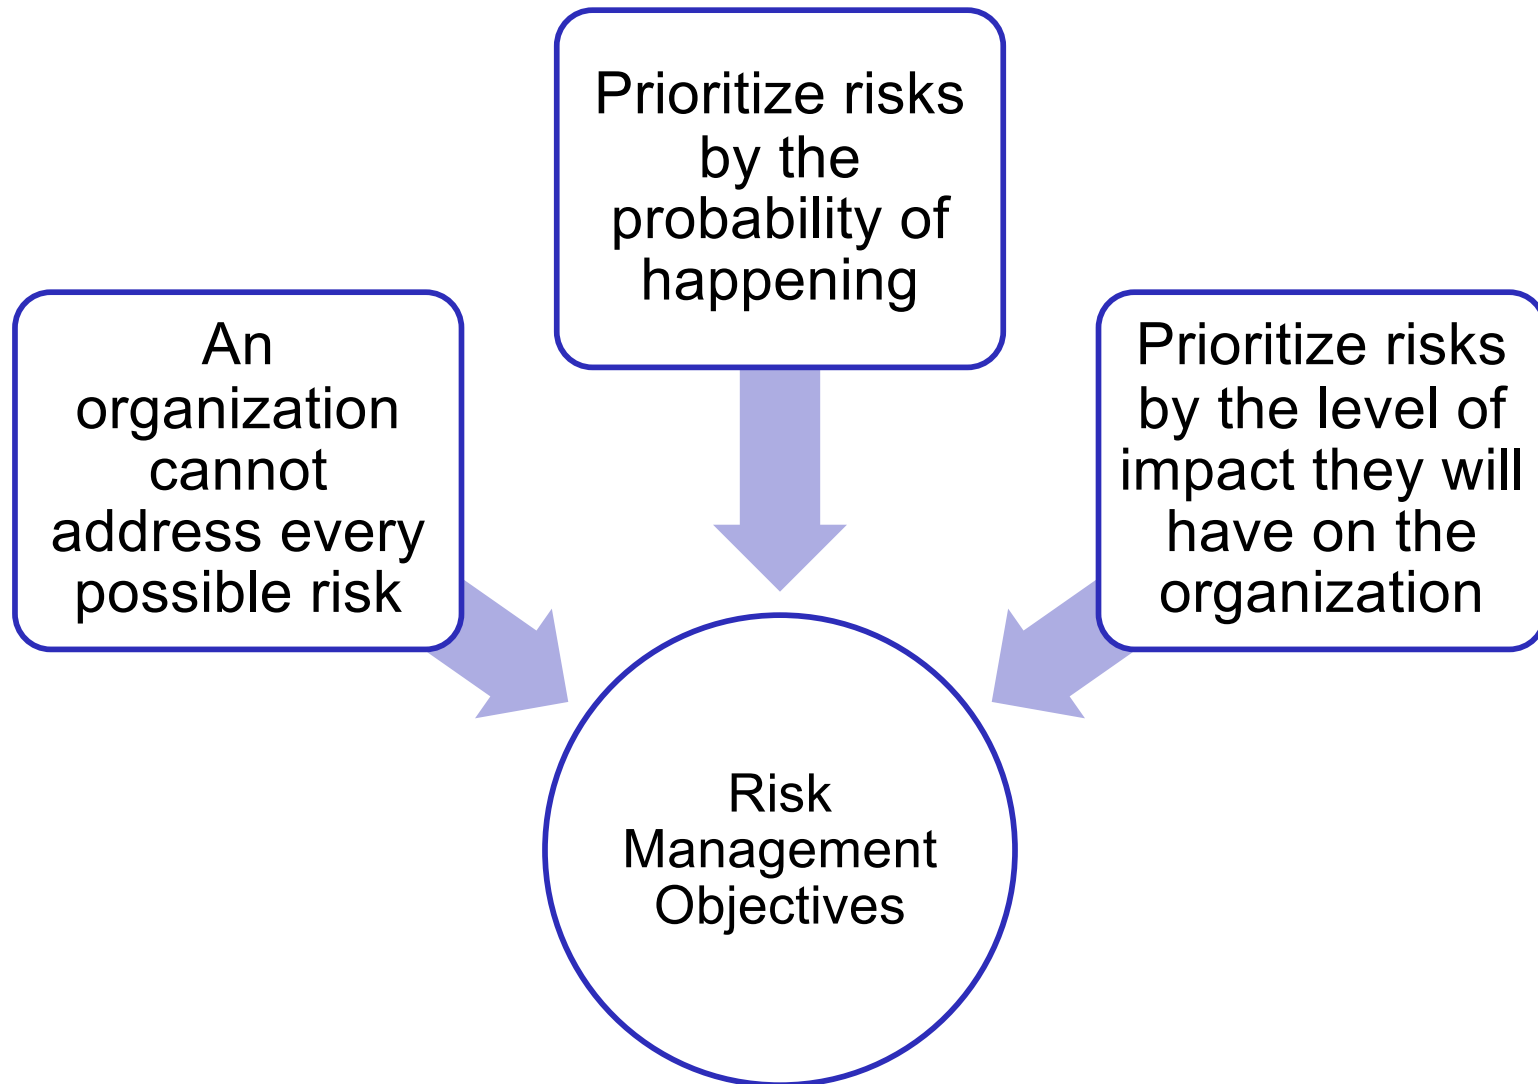 An
organization
cannot
address every
possible risk
Prioritize risks
by the
probability of
happening
Prioritize risks
by the level of
impact they will
have on the
organization
Risk
Management
Objectives